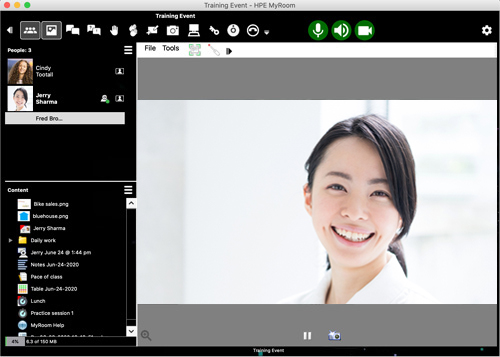 Training Event - HPE MyRoom
Training Event
People: 3
File Tools
Cindy
Tootall
Jerry
Sharma
Fred Bro...
Content
Bike sales.png
bluehouse.png
Jerry Sharma
Daily work
Jerry June 24 @ 1:44 pm
Notes Jun-24-2020
Pace of class
Table Jun-24-2020
Lunch
Practice session 1
MyRoom Help
4% 6.3 of 150 MB
Training Event